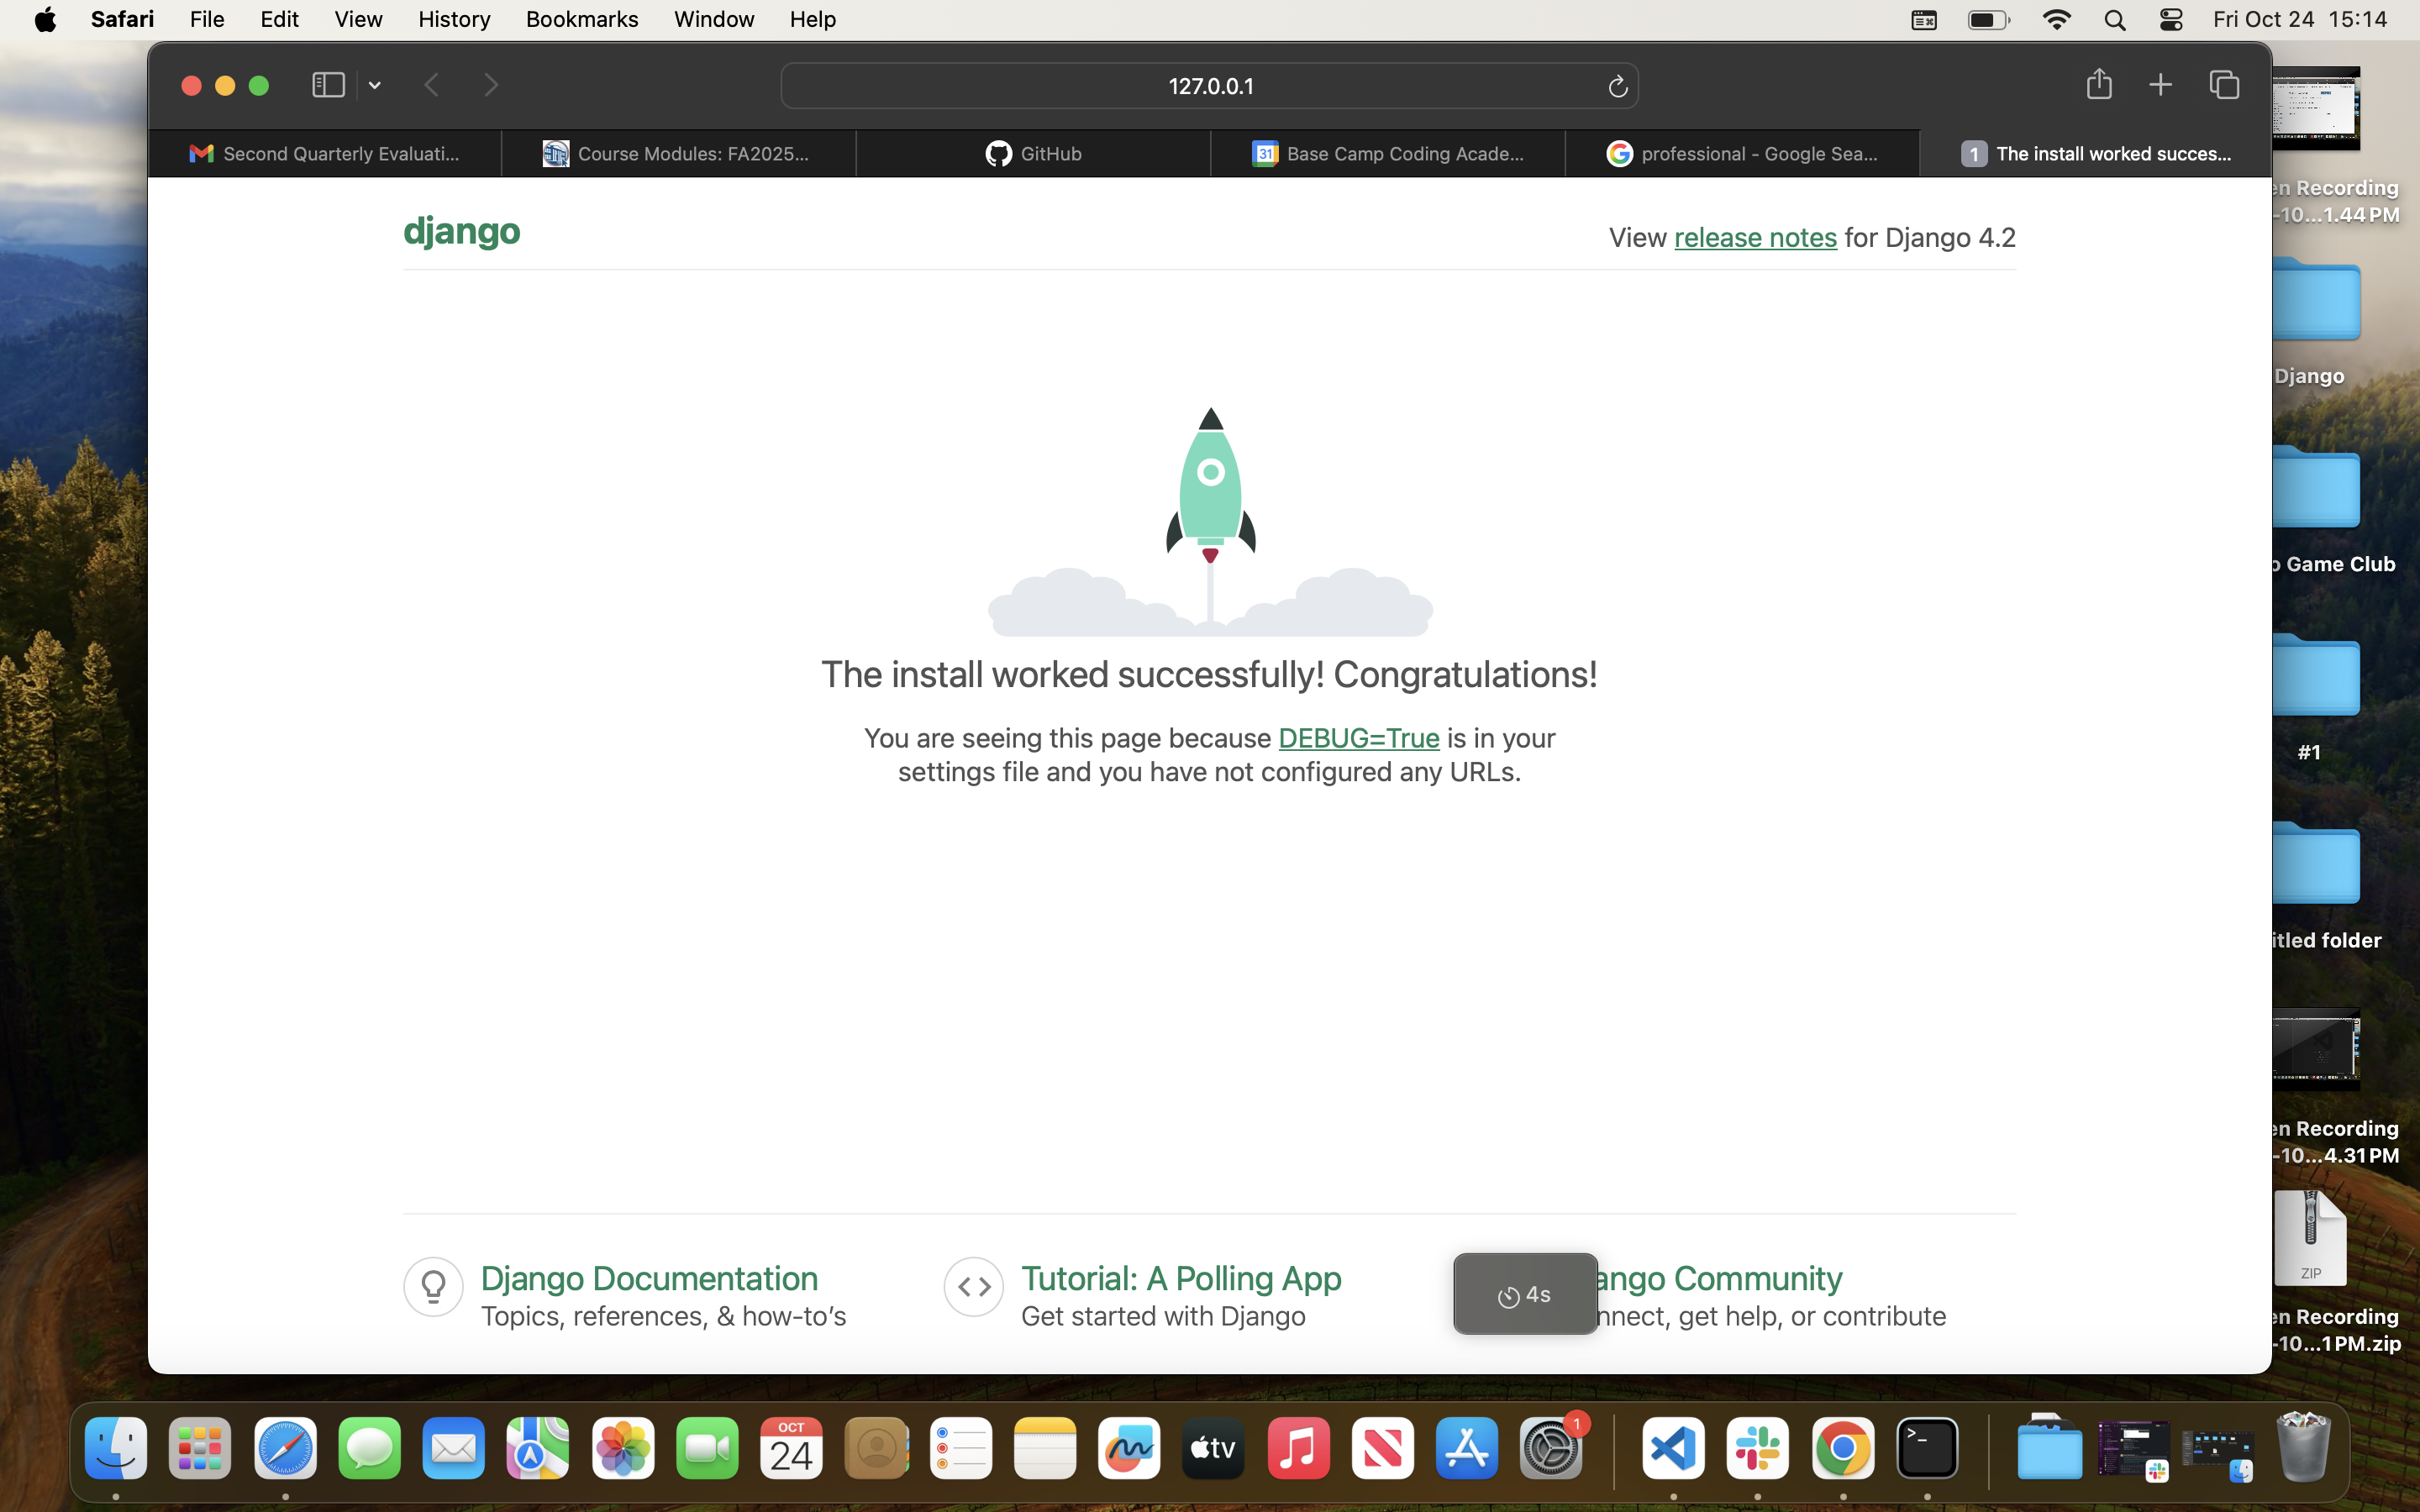 Safari File Edit View History Bookmarks Window Help Fri Oct 24 15:14
127.0.0.1
Second Quarterly Evaluati... Course Modules: FA2025... GitHub 31 Base Camp Coding Acade... professional - Google Sea... 1 The install worked succes...
django
View release notes for Django 4.2
The install worked successfully! Congratulations!
You are seeing this page because DEBUG=True is in your
settings file and you have not configured any URLs.
Django Documentation
Topics, references, & how-to's
Tutorial: A Polling App
Get started with Django
4s
ango Community
nnect, get help, or contribute
en Recording
-10...1.44 PM
Django
o Game Club
#1
itled folder
en Recording
-10...4.31 PM
ZIP
en Recording
-10...1 PM.zip
OCT
24
tv
1
>_